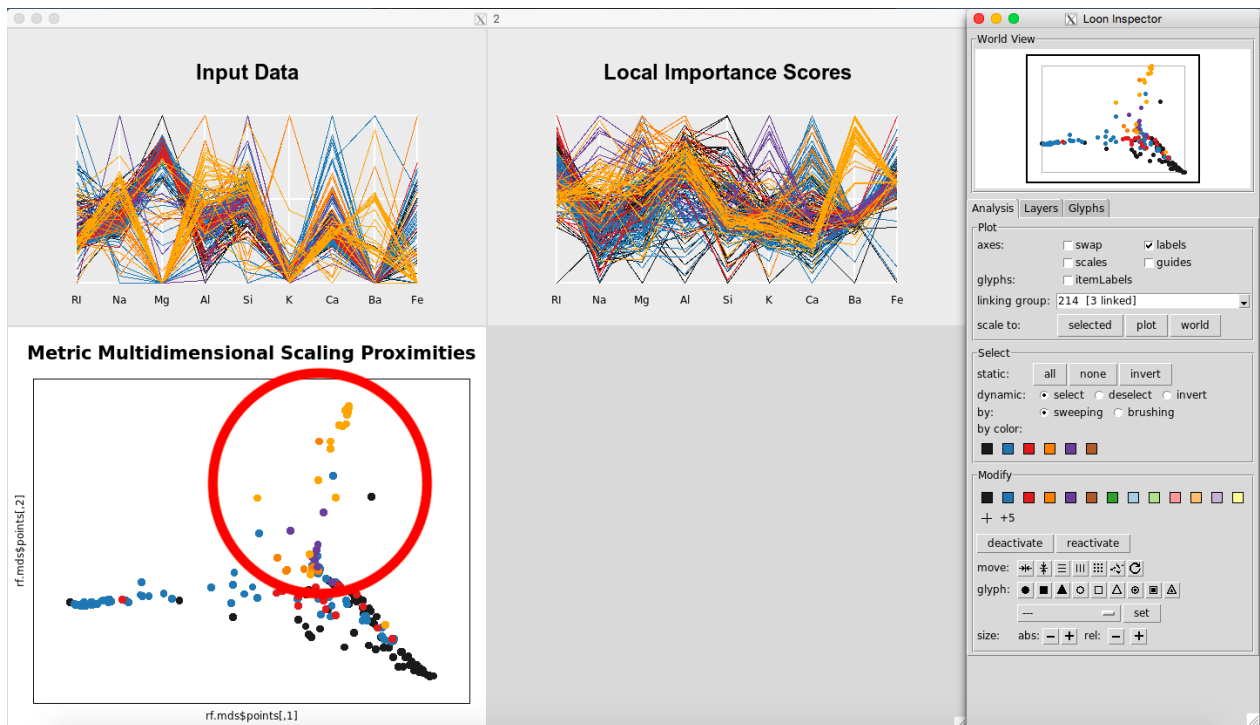 2
Loon Inspector
Input Data
Local Importance Scores
RI Na Mg Al Si K Ca Ba Fe
RI Na Mg Al Si K Ca Ba Fe
Metric Multidimensional Scaling Proximities
rf.mds$points[,2]
rf.mds$points[,1]
World View
Analysis Layers Glyphs
Plot
axes: swap labels
scales guides
glyphs: itemLabels
linking group: 214 [3 linked]
scale to: selected plot world
Select
static: all none invert
dynamic: select deselect invert
by: sweeping brushing
by color:
Modify
+5
deactivate reactivate
move:
glyph:
--- set
size: abs: − + rel: − +